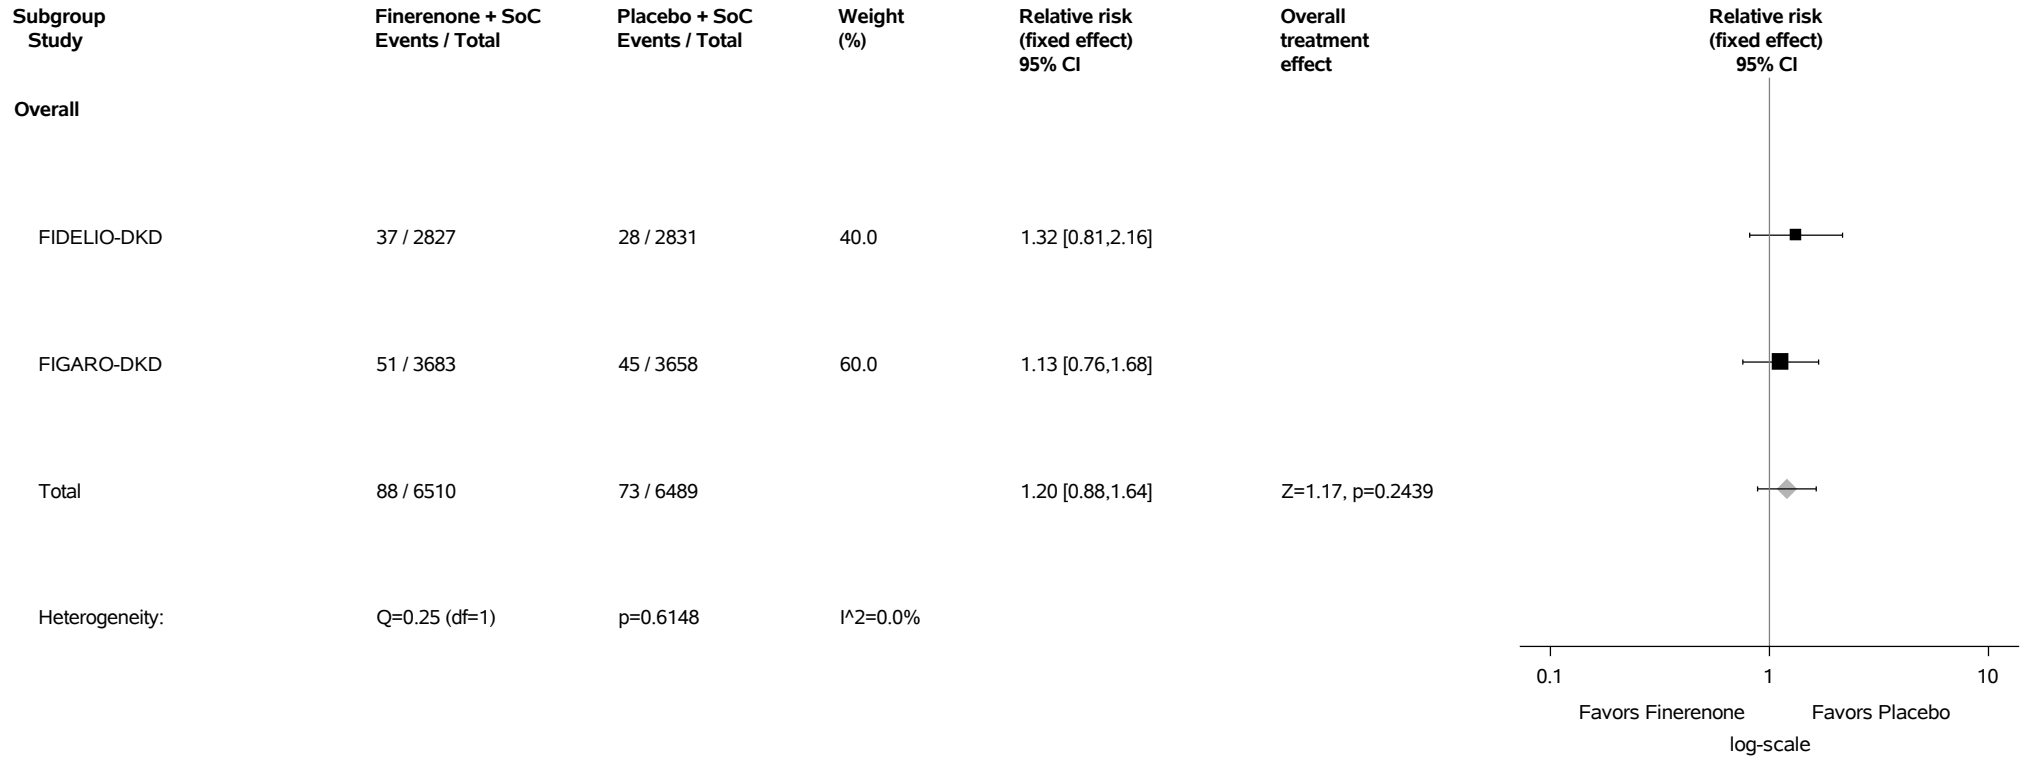 Subgroup Finerenone + SoC Placebo + SoC Weight Relative risk Overall Relative risk
Study Events / Total Events / Total (%) (fixed effect) treatment (fixed effect)
95% CI effect 95% CI
Overall
FIDELIO-DKD 37 / 2827 28 / 2831 40.0 1.32 [0.81,2.16]
FIGARO-DKD 51 / 3683 45 / 3658 60.0 1.13 [0.76,1.68]
Total 88 / 6510 73 / 6489 1.20 [0.88,1.64] Z=1.17, p=0.2439
Heterogeneity: Q=0.25 (df=1) p=0.6148 I^2=0.0%
0.1 1 10
Favors Finerenone Favors Placebo
log-scale